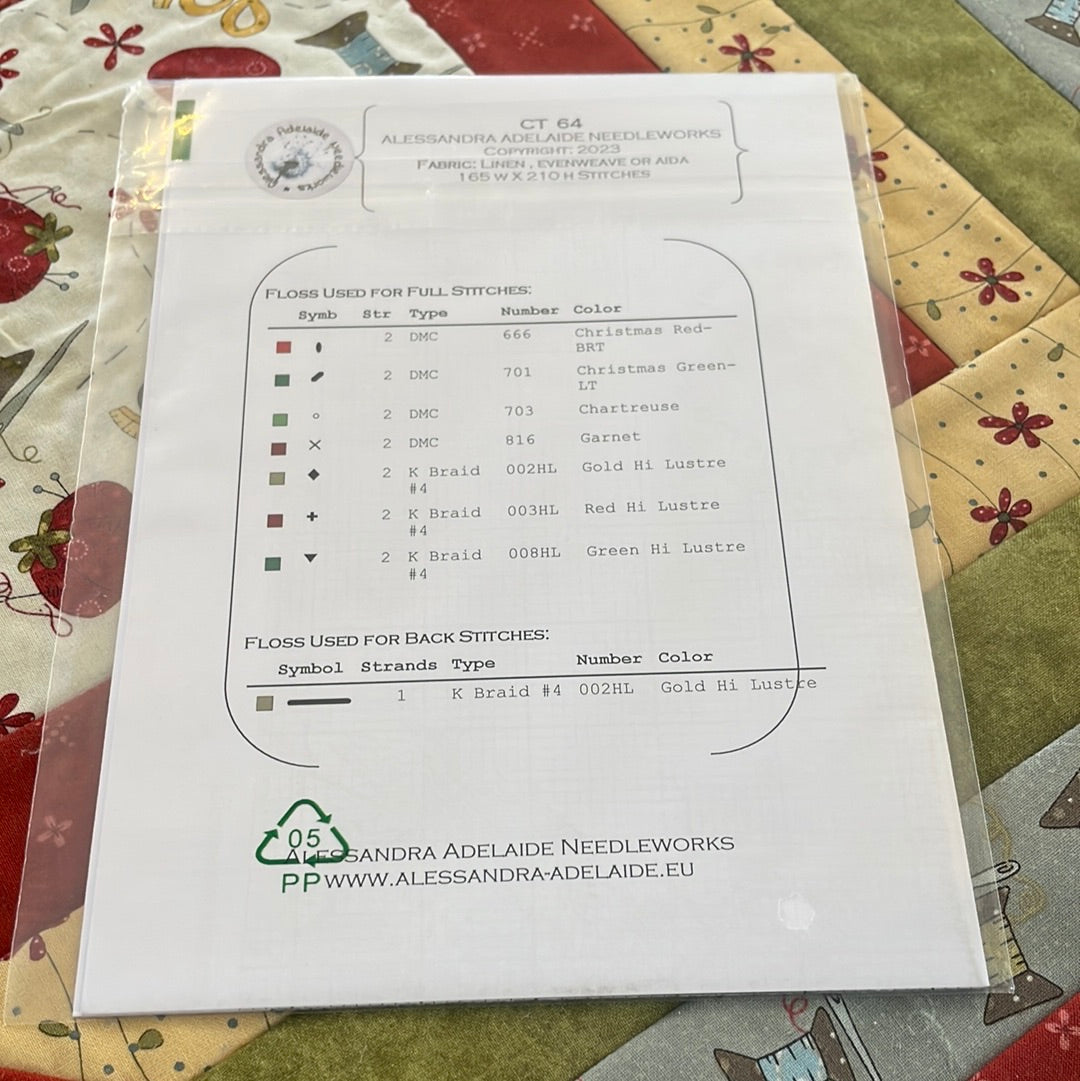 Alessandra Adelaide Needleworks
CT 64
ALESSANDRA ADELAIDE NEEDLEWORKS
COPYRIGHT: 2023
FABRIC: LINEN , EVENWEAVE OR AIDA
165 W X 210 H STITCHES
FLOSS USED FOR FULL STITCHES:
Symb Str Type Number Color
2 DMC 666 Christmas Red-
BRT
2 DMC 701 Christmas Green-
LT
2 DMC 703 Chartreuse
2 DMC 816 Garnet
2 K Braid 002HL Gold Hi Lustre
#4
2 K Braid 003HL Red Hi Lustre
#4
2 K Braid 008HL Green Hi Lustre
#4
FLOSS USED FOR BACK STITCHES:
Symbol Strands Type Number Color
1 K Braid #4 002HL Gold Hi Lustre
05
ALESSANDRA ADELAIDE NEEDLEWORKS
PP
WWW.ALESSANDRA-ADELAIDE.EU